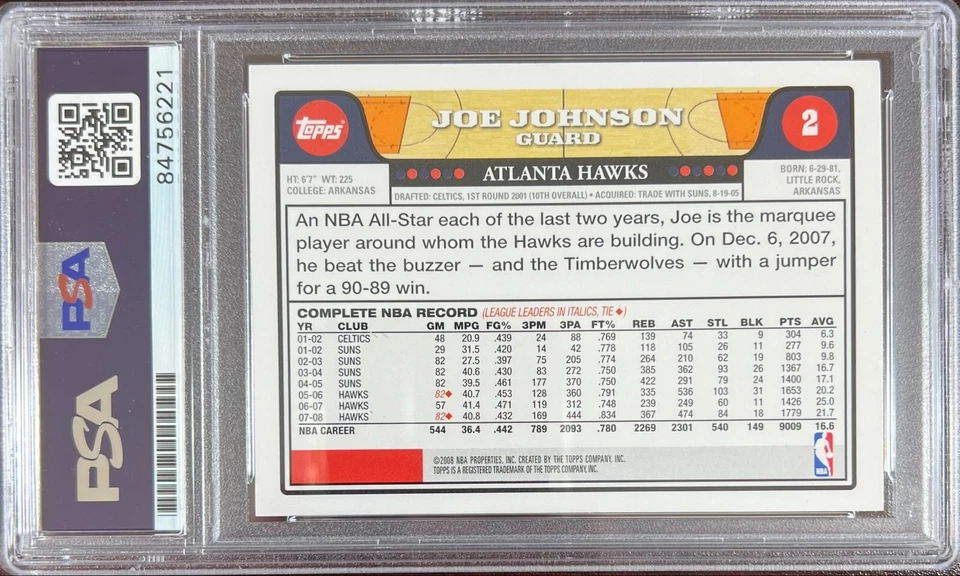 84756221
PSA
PSA
Topps
JOE JOHNSON
GUARD
2
ATLANTA HAWKS
HT: 6'7" WT: 225
COLLEGE: ARKANSAS
BORN: 6-29-81,
LITTLE ROCK,
ARKANSAS
DRAFTED: CELTICS, 1ST ROUND 2001 (10TH OVERALL) • ACQUIRED: TRADE WITH SUNS, 8-19-05
An NBA All-Star each of the last two years, Joe is the marquee
player around whom the Hawks are building. On Dec. 6, 2007,
he beat the buzzer — and the Timberwolves — with a jumper
for a 90-89 win.
COMPLETE NBA RECORD (LEAGUE LEADERS IN ITALICS, TIE ♦)
YR CLUB GM MPG FG% 3PM 3PA FT% REB AST STL BLK PTS AVG
01-02 CELTICS 48 20.9 .439 24 88 .769 139 74 33 9 304 6.3
01-02 SUNS 29 31.5 .420 14 42 .778 118 105 26 11 277 9.6
02-03 SUNS 82 27.5 .397 75 205 .774 264 210 62 19 803 9.8
03-04 SUNS 82 40.6 .430 83 272 .750 385 362 93 26 1367 16.7
04-05 SUNS 82 39.5 .461 177 370 .750 422 291 79 24 1400 17.1
05-06 HAWKS 82♦ 40.7 .453 128 360 .791 335 536 103 31 1653 20.2
06-07 HAWKS 57 41.4 .471 119 312 .748 239 249 60 11 1426 25.0
07-08 HAWKS 82♦ 40.8 .432 169 444 .834 367 474 84 18 1779 21.7
NBA CAREER 544 36.4 .442 789 2093 .780 2269 2301 540 149 9009 16.6
©2008 NBA PROPERTIES, INC. CREATED BY THE TOPPS COMPANY, INC.
TOPPS IS A REGISTERED TRADEMARK OF THE TOPPS COMPANY, INC.
NBA